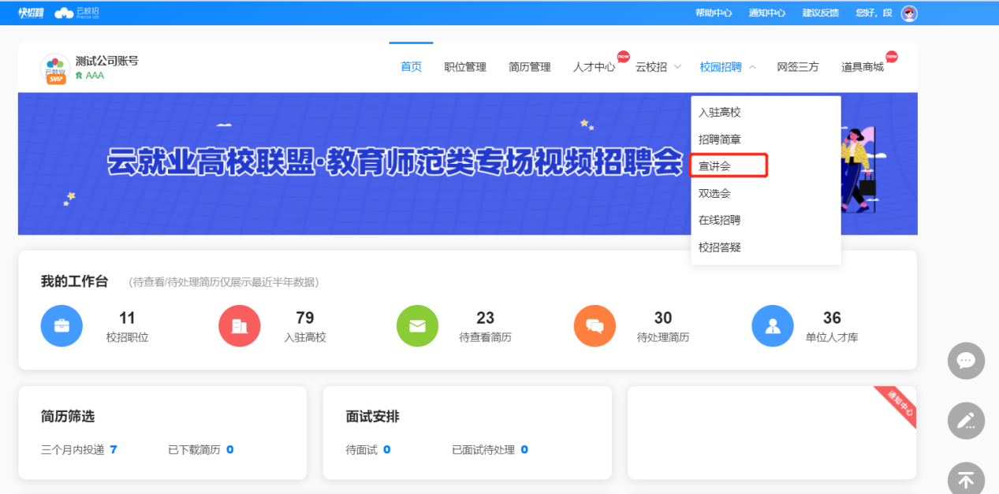 快招聘 云校招
帮助中心 通知中心 建议反馈 您好，段
测试公司账号
AAA
云就业
SVIP
首页 职位管理 简历管理 人才中心 new 云校招 校园招聘 网签三方 道具商城 new
入驻高校
招聘简章
宣讲会
双选会
在线招聘
校招答疑
云就业高校联盟·教育师范类专场视频招聘会
我的工作台 （待查看/待处理简历仅展示最近半年数据）
11 79 23 30 36
校招职位 入驻高校 待查看简历 待处理简历 单位人才库
简历筛选 面试安排 通知中心
三个月内投递 7 已下载简历 0 待面试 0 已面试待处理 0